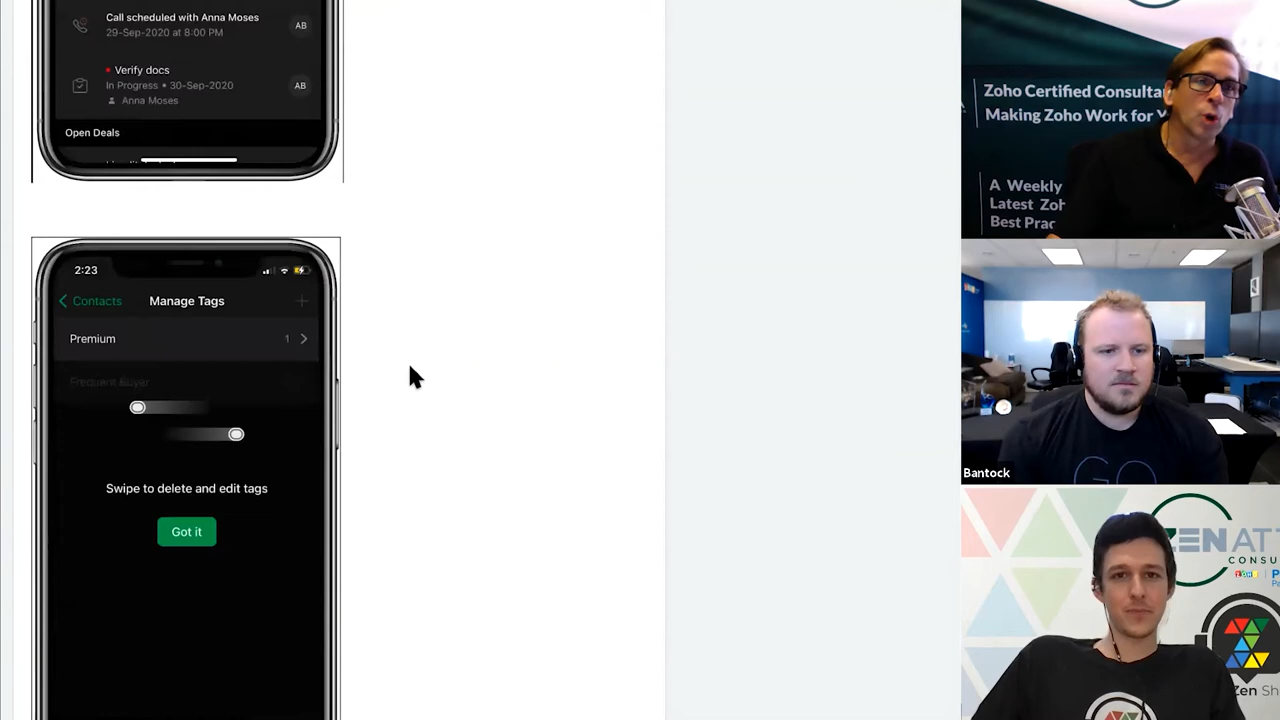 Call scheduled with Anna Moses
29-Sep-2020 at 8:00 PM
AB
Verify docs
In Progress • 30-Sep-2020
AB
Anna Moses
Open Deals
2:23
Contacts
Manage Tags
Premium
1
Frequent Buyer
Swipe to delete and edit tags
Got it
Zoho Certified Consulta
Making Zoho Work for Y
A Weekly
Latest Zoh
Best Prac
Bantock
GO
ZEN AT
CONSU
Zen Sh